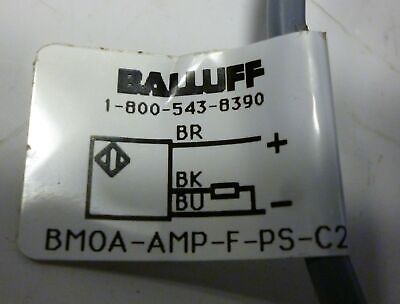 BALLUFF
1-800-543-8390
BR
+
BK
BU
-
BMOA-AMP-F-PS-C2